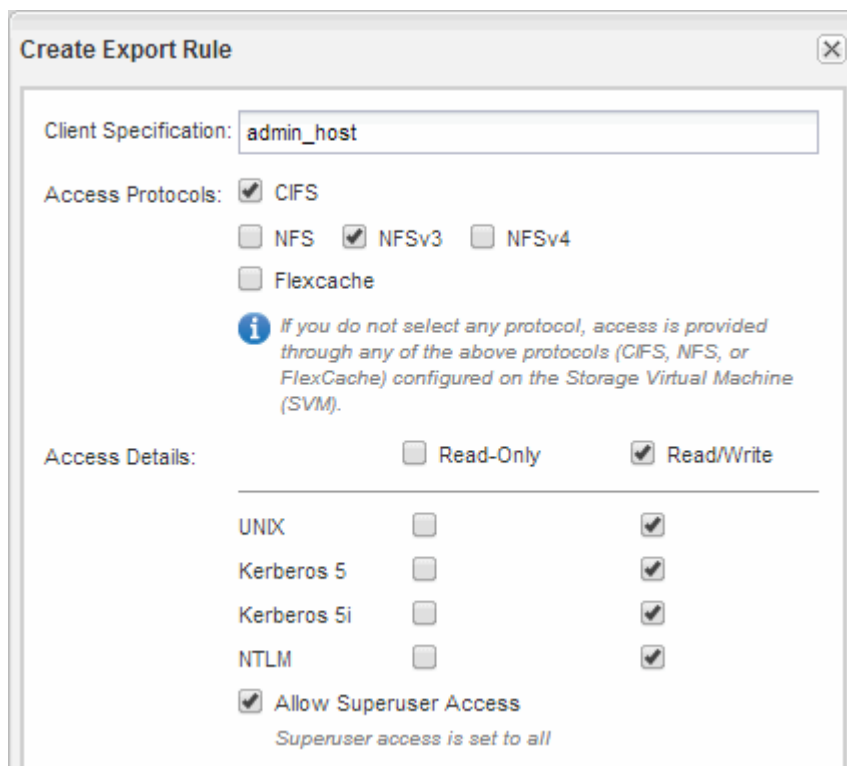 Create Export Rule
Client Specification: admin_host
Access Protocols: CIFS
NFS NFSv3 NFSv4
Flexcache
If you do not select any protocol, access is provided
through any of the above protocols (CIFS, NFS, or
FlexCache) configured on the Storage Virtual Machine
(SVM).
Access Details: Read-Only Read/Write
UNIX
Kerberos 5
Kerberos 5i
NTLM
Allow Superuser Access
Superuser access is set to all